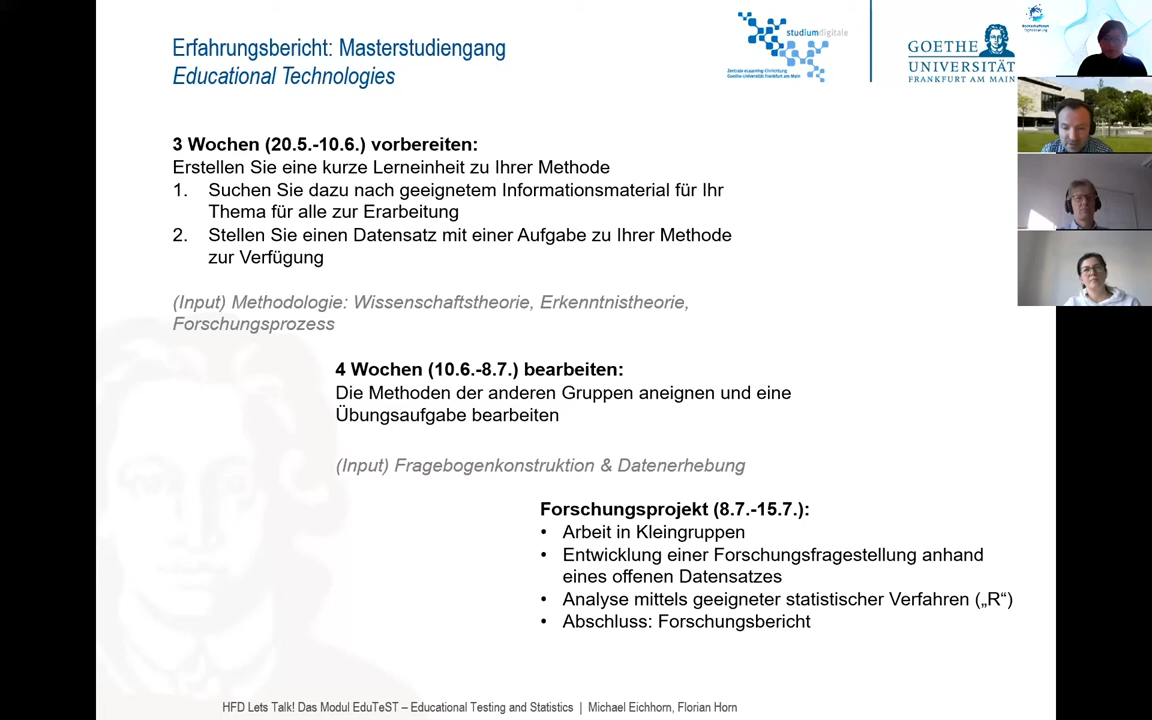 Erfahrungsbericht: Masterstudiengang
Educational Technologies
studiumdigitale
Zentrale eLearning-Einrichtung
Goethe-Universität Frankfurt am Main
GOETHE
UNIVERSITÄT
FRANKFURT AM MAIN
3 Wochen (20.5.-10.6.) vorbereiten:
Erstellen Sie eine kurze Lerneinheit zu Ihrer Methode
1. Suchen Sie dazu nach geeignetem Informationsmaterial für Ihr
Thema für alle zur Erarbeitung
2. Stellen Sie einen Datensatz mit einer Aufgabe zu Ihrer Methode
zur Verfügung
(Input) Methodologie: Wissenschaftstheorie, Erkenntnistheorie,
Forschungsprozess
4 Wochen (10.6.-8.7.) bearbeiten:
Die Methoden der anderen Gruppen aneignen und eine
Übungsaufgabe bearbeiten
(Input) Fragebogenkonstruktion & Datenerhebung
Forschungsprojekt (8.7.-15.7.):
• Arbeit in Kleingruppen
• Entwicklung einer Forschungsfragestellung anhand
eines offenen Datensatzes
• Analyse mittels geeigneter statistischer Verfahren („R“)
• Abschluss: Forschungsbericht
HFD Lets Talk! Das Modul EduTeST – Educational Testing and Statistics | Michael Eichhorn, Florian Horn